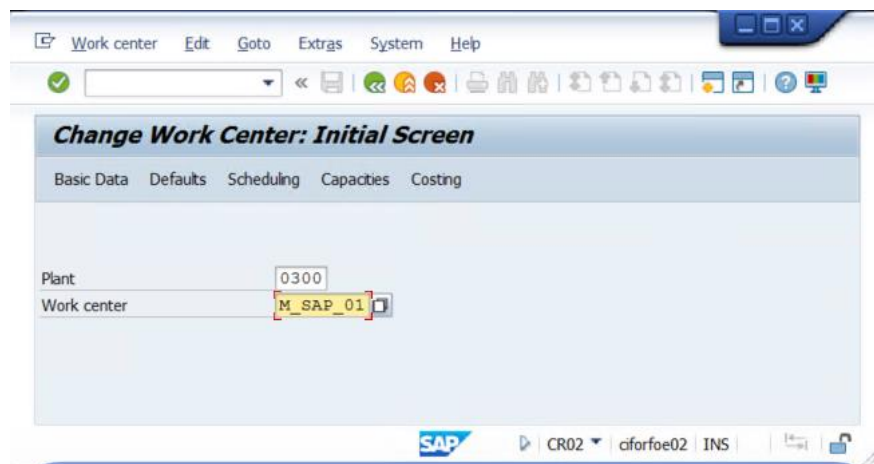 Work center Edit Goto Extras System Help
Change Work Center: Initial Screen
Basic Data Defaults Scheduling Capacities Costing
Plant 0300
Work center M_SAP_01
SAP CR02 ciforfoe02 INS